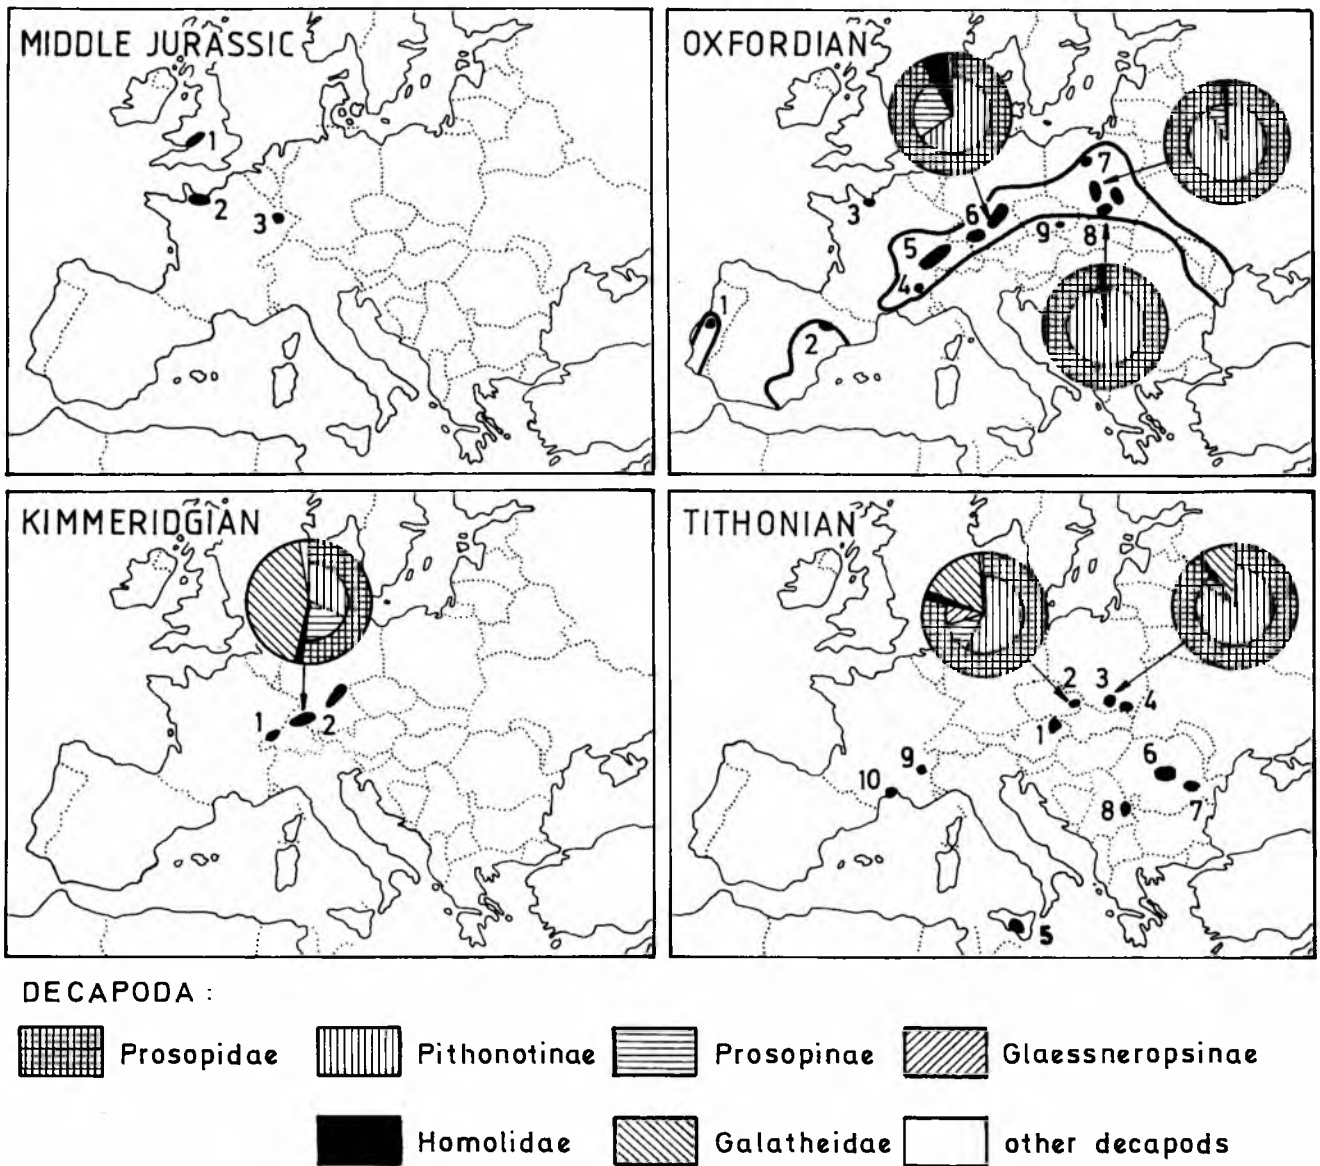 MIDDLE JURASSIC
1
2
3
OXFORDIAN
7
3
6
9
8
5
4
1
2
KIMMERIDGIAN
1
2
TITHONIAN
2
3
4
1
9
6
10
8
7
5
DECAPODA :
Prosopidae
Pithonotinae
Prosopinae
Glaessneropsinae
Homolidae
Galatheidae
other decapods